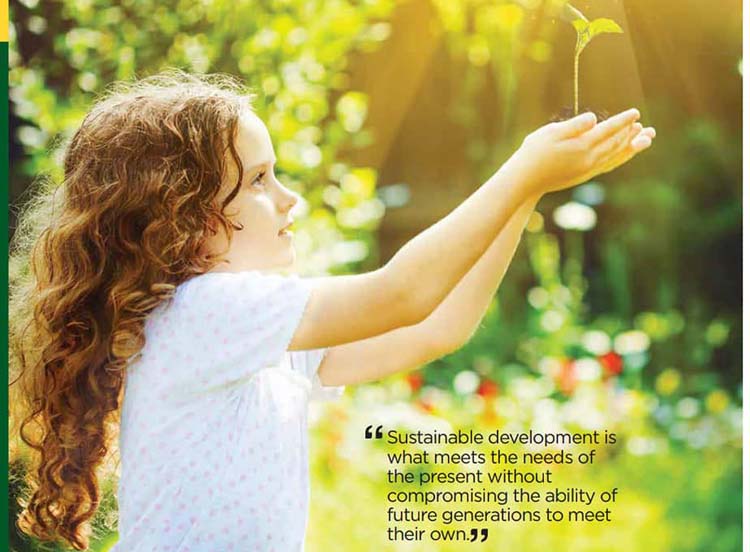 “Sustainable development is
what meets the needs of
the present without
compromising the ability of
future generations to meet
their own.”